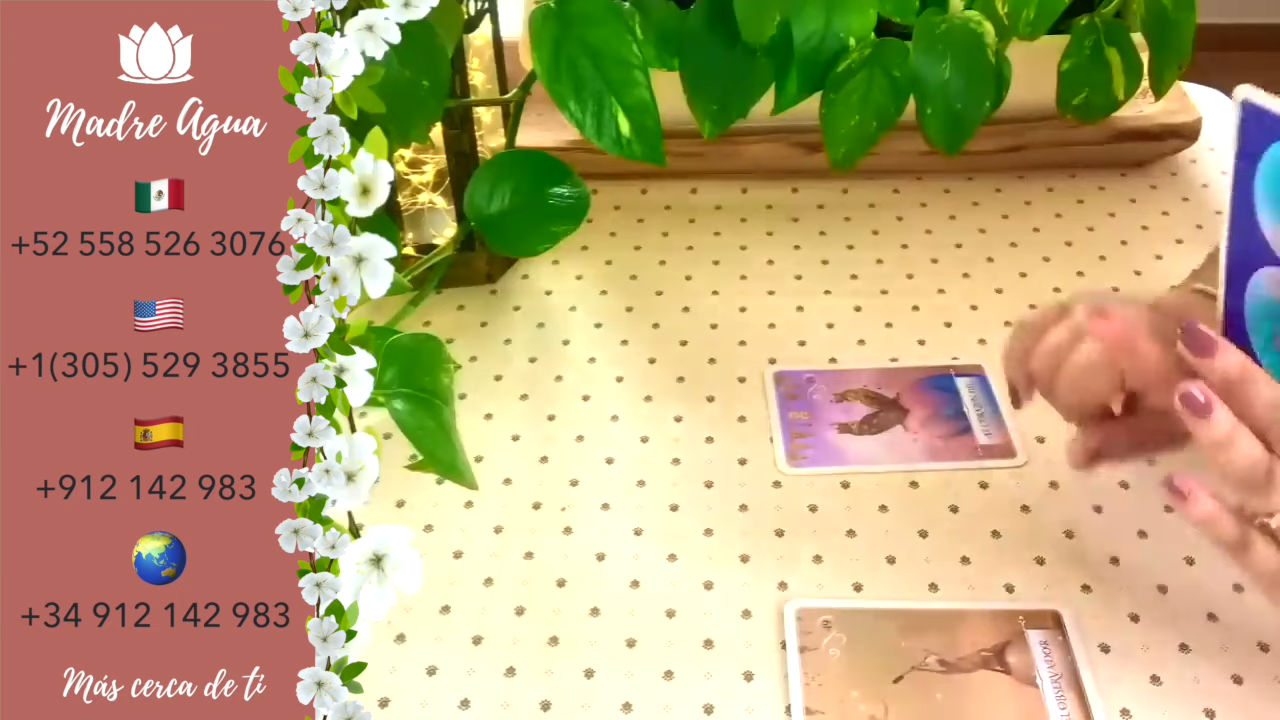 Madre Agua
+52 558 526 3076
+1(305) 529 3855
+912 142 983
+34 912 142 983
Más cerca de ti
OBSERVADOR